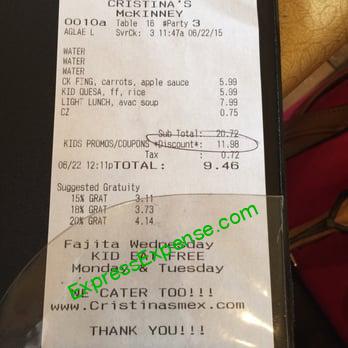 CRISTINA'S
McKINNEY
0010a Table 16 #Party 3
AGLAE L SvrCk: 3 11:47a 06/22/15
WATER
WATER
WATER
CK FING, carrots, apple sauce 5.99
KID QUESA, ff, rice 5.99
LIGHT LUNCH, avac soup 7.99
CZ 0.75
Sub Total: 20.72
KIDS PROMOS/COUPONS *Discount*: 11.98
Tax : 0.72
06/22 12:11pTOTAL: 9.46
Suggested Gratuity
15% GRAT 3.11
18% GRAT 3.73
20% GRAT 4.14
Fajita Wednesday
KID EAT FREE
Monday & Tuesday
WE CATER TOO!!!
www.Cristinasmex.com
THANK YOU!!!
ExpressExpense.com